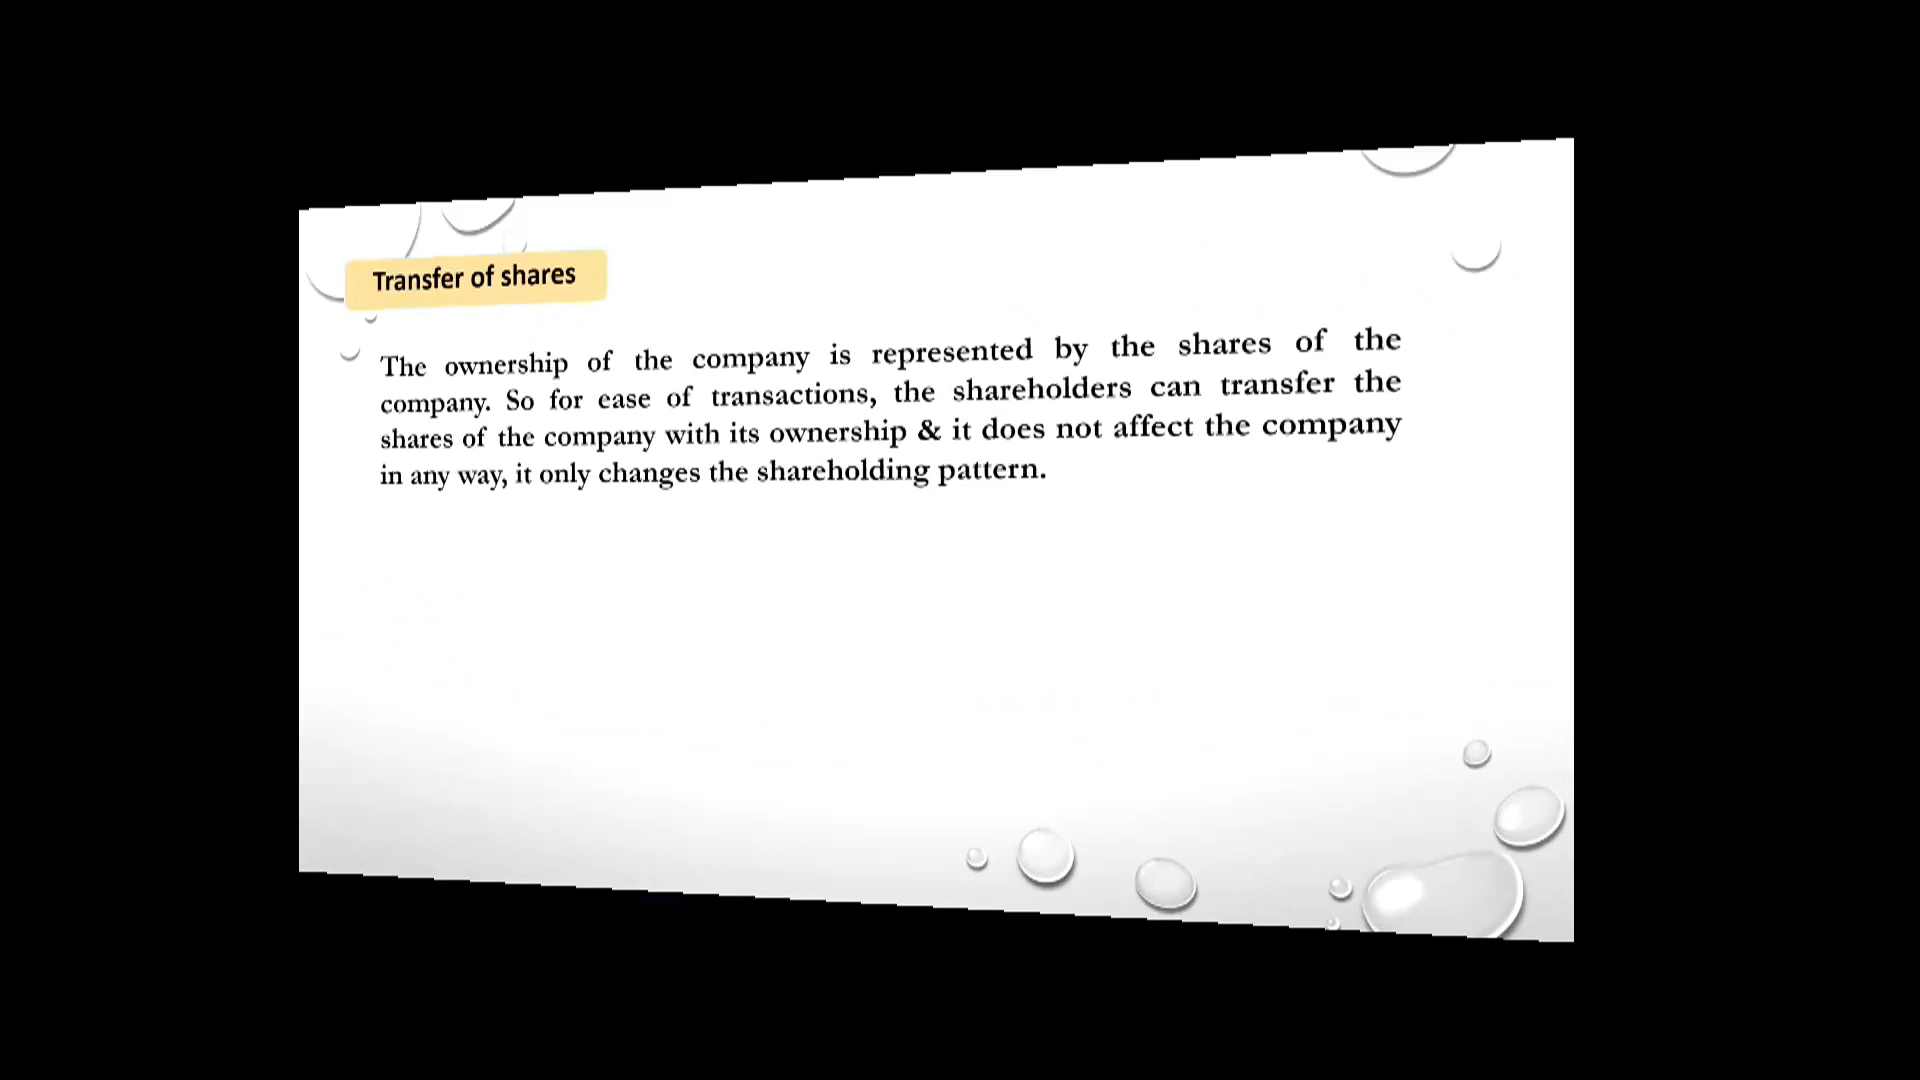 Transfer of shares
The ownership of the company is represented by the shares of the
company. So for ease of transactions, the shareholders can transfer the
shares of the company with its ownership & it does not affect the company
in any way, it only changes the shareholding pattern.